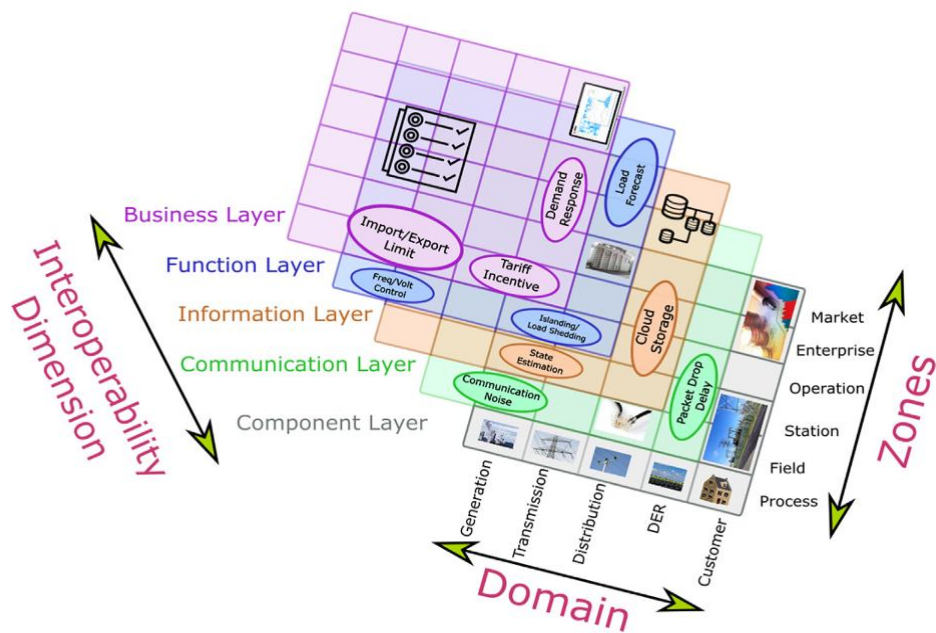 Business Layer
Function Layer
Information Layer
Communication Layer
Component Layer
Interoperability
Dimension
Import/Export
Limit
Demand
Response
Tariff
Incentive
Load
Forecast
Freq/Volt
Control
Islanding/
Load Shedding
State
Estimation
Cloud
Storage
Communication
Noise
Packet Drop
Delay
Market
Enterprise
Operation
Station
Field
Process
Zones
Generation
Transmission
Distribution
DER
Customer
Domain